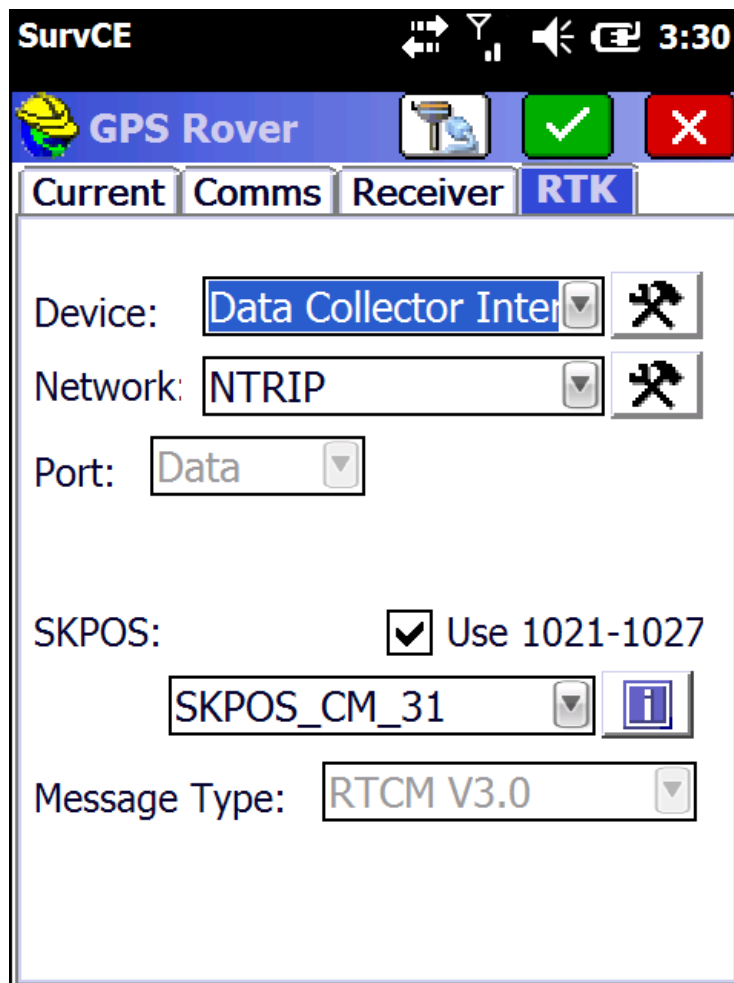 SurvCE 3:30
GPS Rover
Current Comms Receiver RTK
Device: Data Collector Inter
Network: NTRIP
Port: Data
SKPOS: Use 1021-1027
SKPOS_CM_31
Message Type: RTCM V3.0